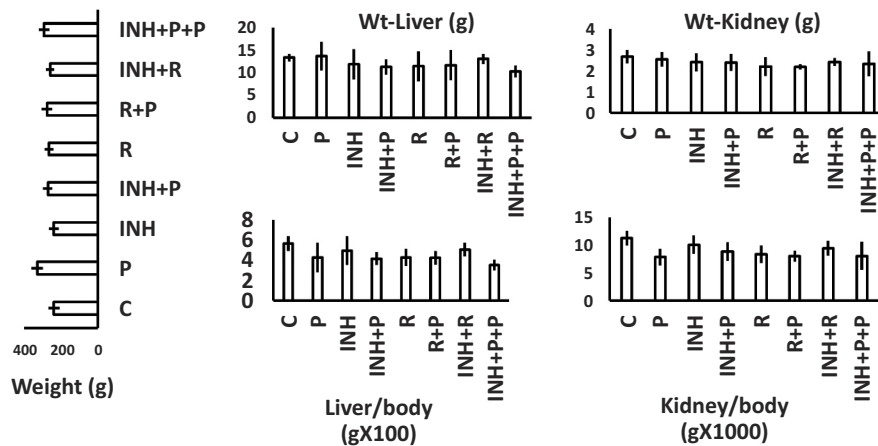 INH+P+P
INH+R
R+P
R
INH+P
INH
P
C
400 200 0
Weight (g)
Wt-Liver (g)
20
15
10
5
0
C P INH INH+P R R+P INH+R INH+P+P
Wt-Kidney (g)
4
3
2
1
0
C P INH INH+P R R+P INH+R INH+P+P
8
6
4
2
0
C P INH INH+P R R+P INH+R INH+P+P
Liver/body
(gX100)
15
10
5
0
C P INH INH+P R R+P INH+R INH+P+P
Kidney/body
(gX1000)